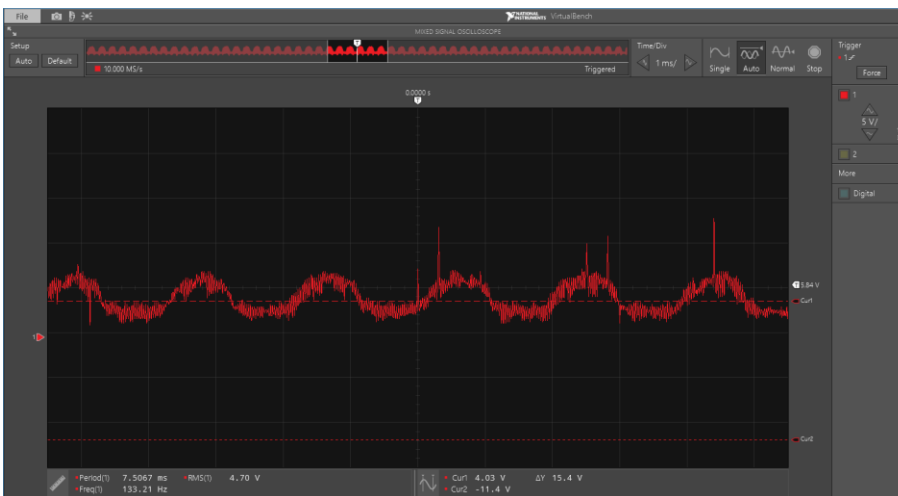 File NATIONAL INSTRUMENTS VirtualBench
MIXED SIGNAL OSCILLOSCOPE
Setup
Auto Default
10.000 MS/s Triggered
Time/Div
1 ms/
Single Auto Normal Stop
Trigger
1
Force
0.0000 s
T
1
5 V/
2
More
Digital
T 5.84 V
Cur1
1
Cur2
Period(1) 7.5067 ms RMS(1) 4.70 V
Freq(1) 133.21 Hz
Cur1 4.03 V ΔY 15.4 V
Cur2 -11.4 V